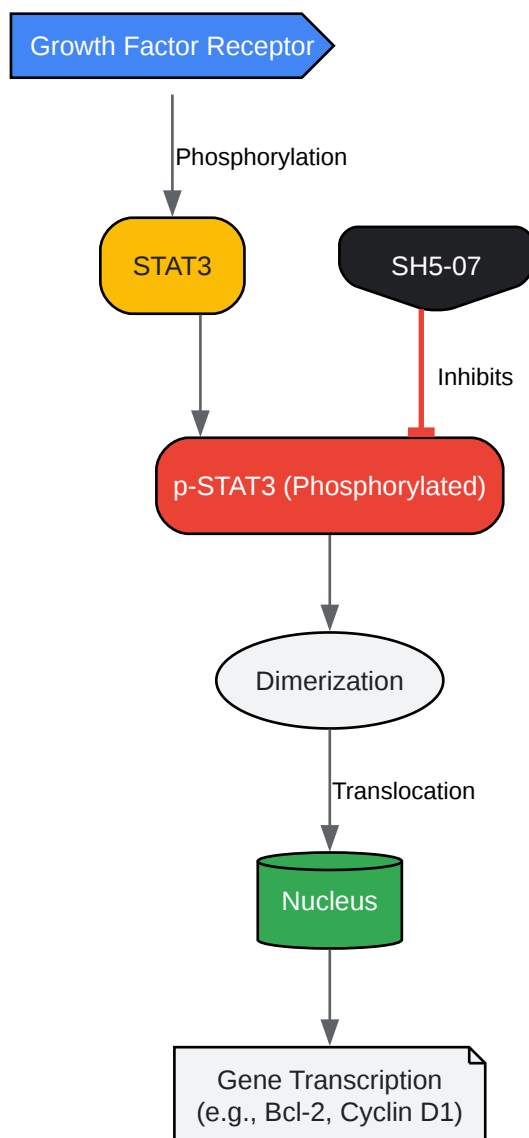 Growth Factor Receptor
Phosphorylation
STAT3
SH5-07
Inhibits
p-STAT3 (Phosphorylated)
Dimerization
Translocation
Nucleus
Gene Transcription
(e.g., Bcl-2, Cyclin D1)